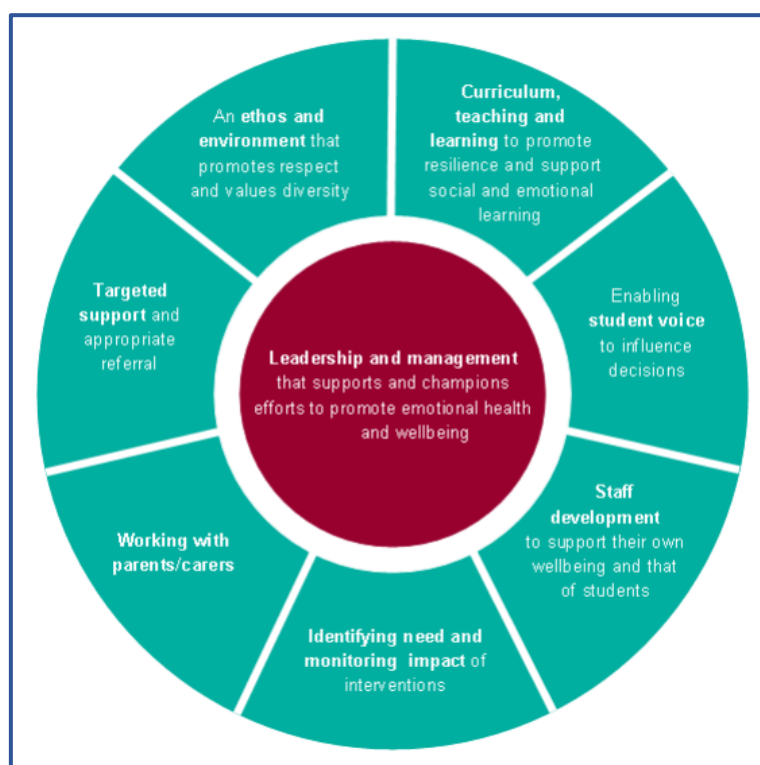 An ethos and
environment that
promotes respect
and values diversity
Curriculum,
teaching and
learning to promote
resilience and support
social and emotional
learning
Enabling
student voice
to influence
decisions
Staff
development
to support their own
wellbeing and that
of students
Identifying need and
monitoring impact of
interventions
Working with
parents/carers
Targeted
support and
appropriate
referral
Leadership and management
that supports and champions
efforts to promote emotional health
and wellbeing